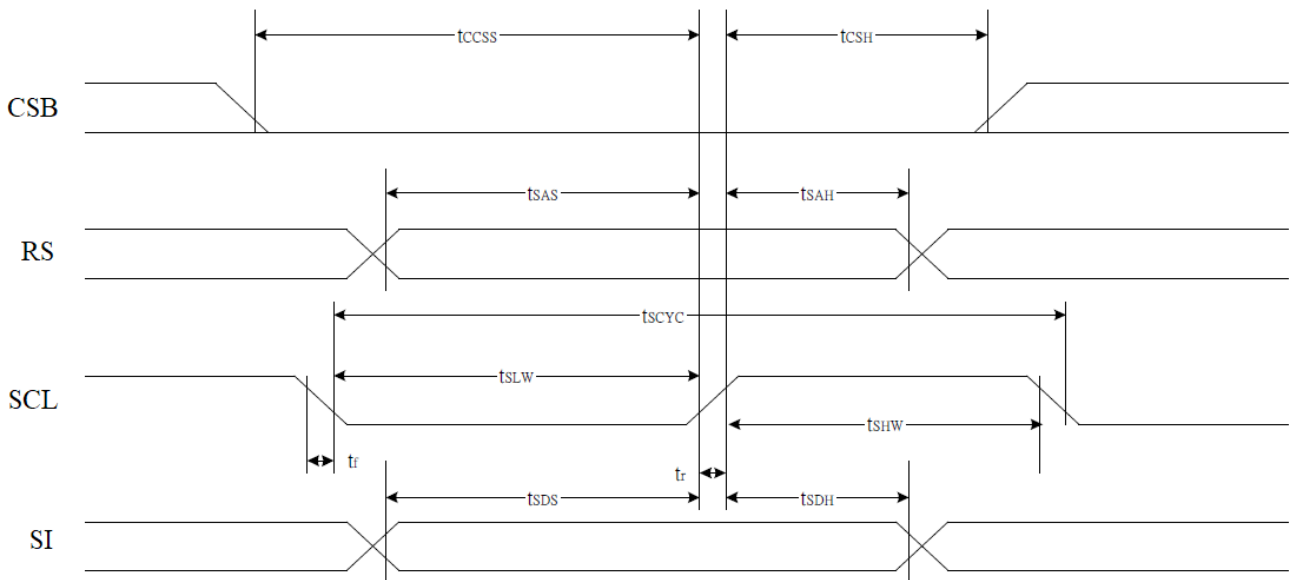 tCCSS tCSH
CSB
tSAS tSAH
RS
tSCYC
tSLW
SCL
tSHW
tf tr
tSDS tSDH
SI